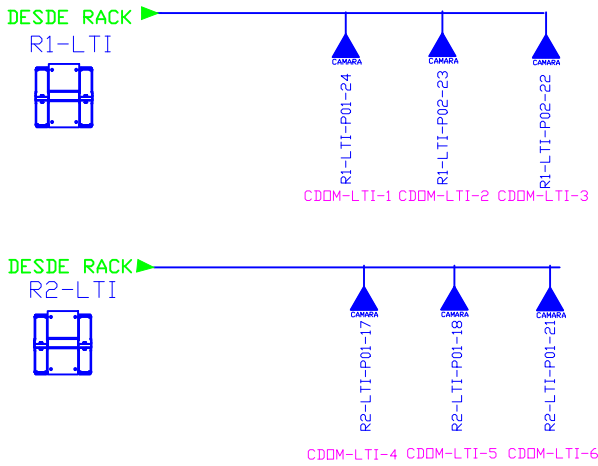 DESDE RACK
R1-LTI
CAMARA CAMARA CAMARA
R1-LTI-P01-24
R1-LTI-P02-23
R1-LTI-P02-22
CDOM-LTI-1 CDOM-LTI-2 CDOM-LTI-3
DESDE RACK
R2-LTI
CAMARA CAMARA CAMARA
R2-LTI-P01-17
R2-LTI-P01-18
R2-LTI-P01-21
CDOM-LTI-4 CDOM-LTI-5 CDOM-LTI-6